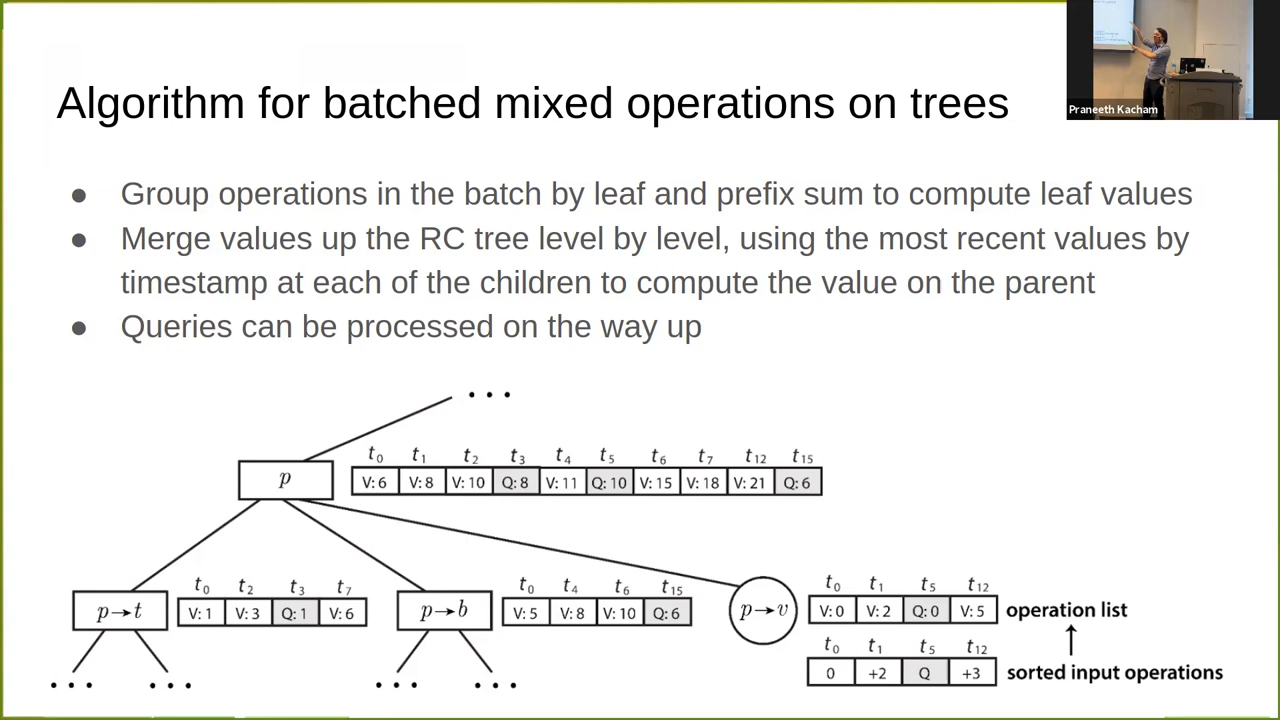 Praneeth Kacham
Algorithm for batched mixed operations on trees
● Group operations in the batch by leaf and prefix sum to compute leaf values
● Merge values up the RC tree level by level, using the most recent values by
timestamp at each of the children to compute the value on the parent
● Queries can be processed on the way up
• • •
t0 t1 t2 t3 t4 t5 t6 t7 t12 t15
p V: 6 V: 8 V: 10 Q: 8 V: 11 Q: 10 V: 15 V: 18 V: 21 Q: 6
t0 t2 t3 t7
p→t V: 1 V: 3 Q: 1 V: 6
t0 t4 t6 t15
p→b V: 5 V: 8 V: 10 Q: 6
t0 t1 t5 t12
p→v V: 0 V: 2 Q: 0 V: 5 operation list
t0 t1 t5 t12
0 +2 Q +3 sorted input operations
• • • • • • • • • • • •